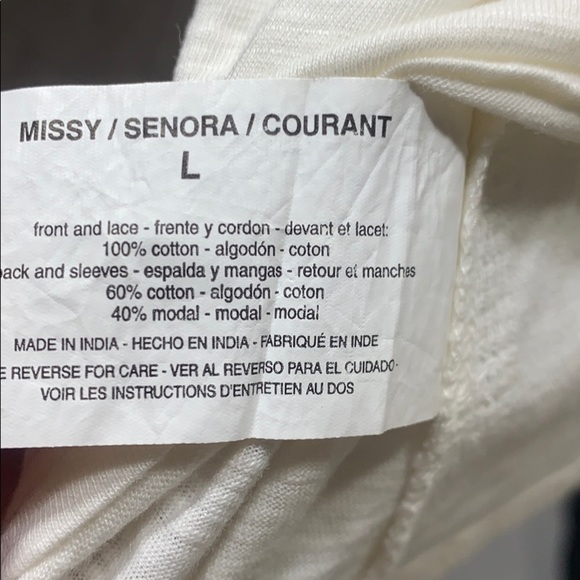 MISSY / SENORA / COURANT
L
front and lace - frente y cordon - devant et lacet:
100% cotton - algodón - coton
back and sleeves - espalda y mangas - retour et manches
60% cotton - algodón - coton
40% modal - modal - modal
MADE IN INDIA - HECHO EN INDIA - FABRIQUÉ EN INDE
REVERSE FOR CARE - VER AL REVERSO PARA EL CUIDADO -
VOIR LES INSTRUCTIONS D'ENTRETIEN AU DOS